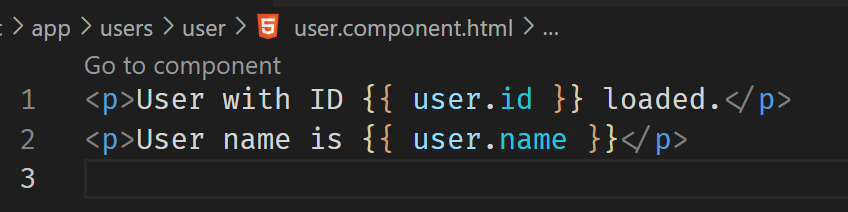 app > users > user > user.component.html > ...
Go to component
1 <p>User with ID {{ user.id }} loaded.</p>
2 <p>User name is {{ user.name }}</p>
3